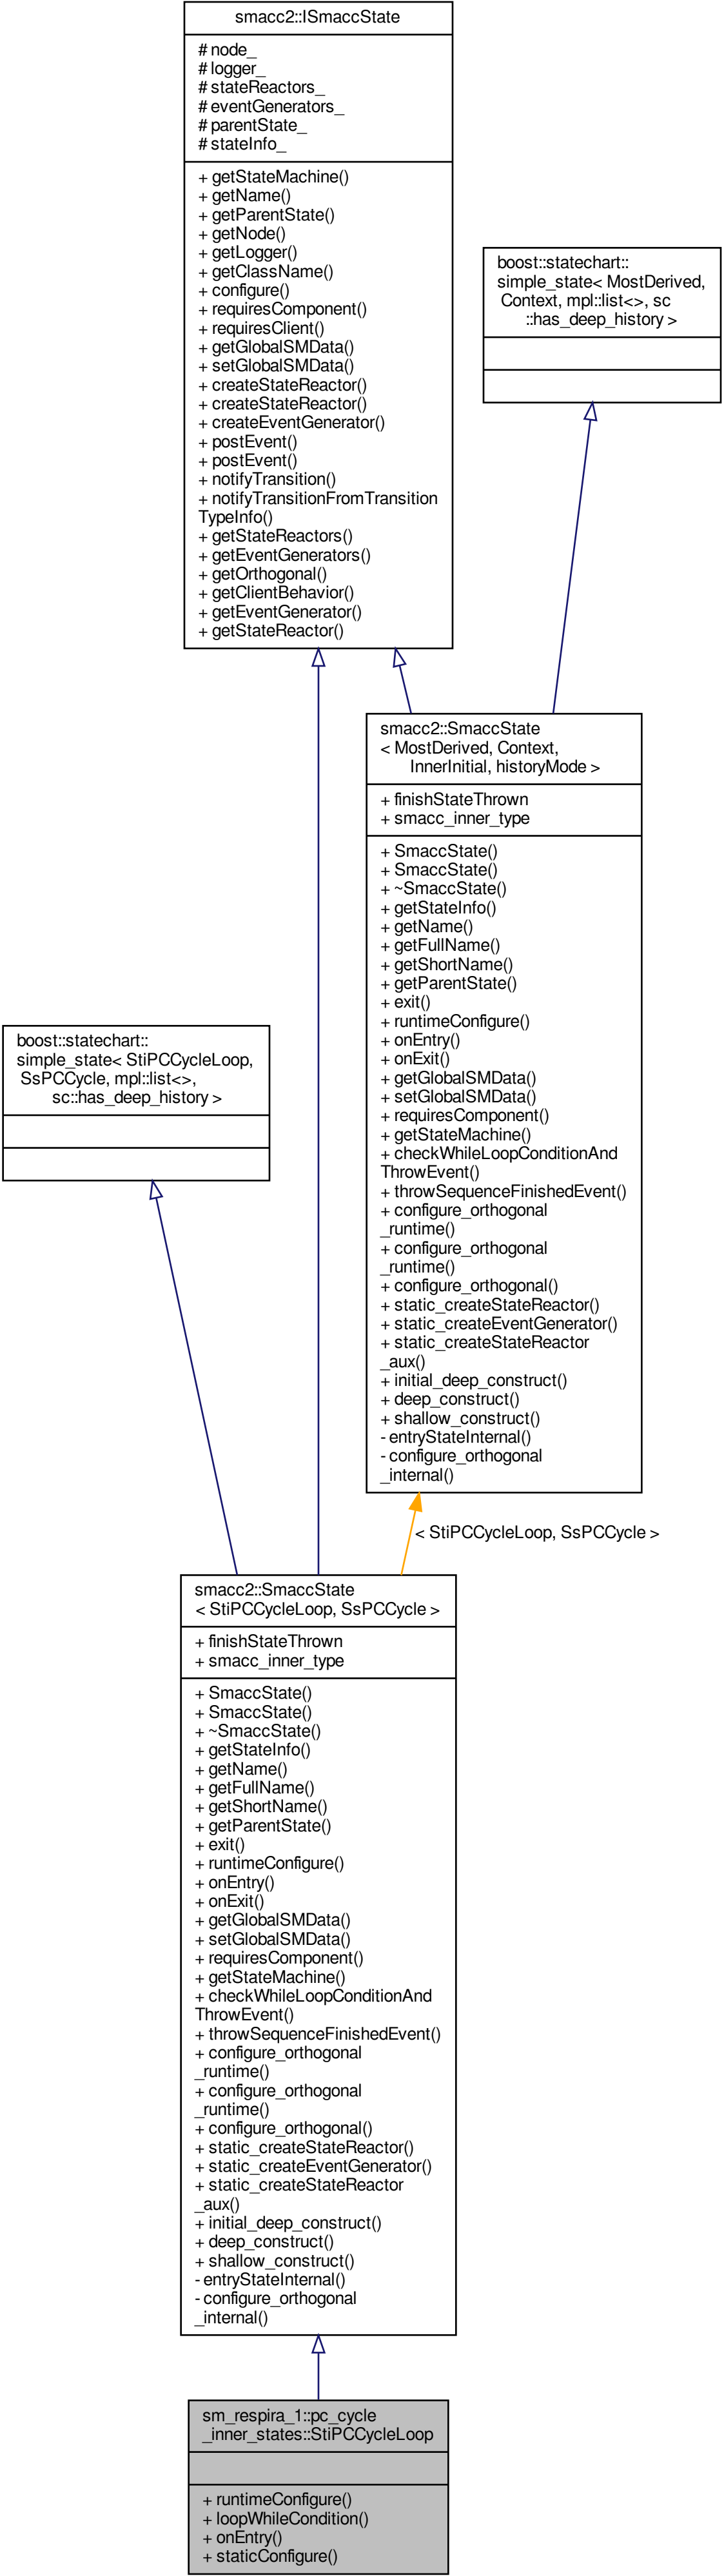 smacc2::ISmaccState
# node_
# logger_
# stateReactors_
# eventGenerators_
# parentState_
# stateInfo_
+ getStateMachine()
+ getName()
+ getParentState()
+ getNode()
+ getLogger()
+ getClassName()
+ configure()
+ requiresComponent()
+ requiresClient()
+ getGlobalSMData()
+ setGlobalSMData()
+ createStateReactor()
+ createStateReactor()
+ createEventGenerator()
+ postEvent()
+ postEvent()
+ notifyTransition()
+ notifyTransitionFromTransition
TypeInfo()
+ getStateReactors()
+ getEventGenerators()
+ getOrthogonal()
+ getClientBehavior()
+ getEventGenerator()
+ getStateReactor()
boost::statechart::
simple_state< MostDerived,
Context, mpl::list<>, sc
::has_deep_history >
smacc2::SmaccState
< MostDerived, Context,
InnerInitial, historyMode >
+ finishStateThrown
+ smacc_inner_type
+ SmaccState()
+ SmaccState()
+ ~SmaccState()
+ getStateInfo()
+ getName()
+ getFullName()
+ getShortName()
+ getParentState()
+ exit()
+ runtimeConfigure()
+ onEntry()
+ onExit()
+ getGlobalSMData()
+ setGlobalSMData()
+ requiresComponent()
+ getStateMachine()
+ checkWhileLoopConditionAnd
ThrowEvent()
+ throwSequenceFinishedEvent()
+ configure_orthogonal
_runtime()
+ configure_orthogonal
_runtime()
+ configure_orthogonal()
+ static_createStateReactor()
+ static_createEventGenerator()
+ static_createStateReactor
_aux()
+ initial_deep_construct()
+ deep_construct()
+ shallow_construct()
- entryStateInternal()
- configure_orthogonal
_internal()
boost::statechart::
simple_state< StiPCCycleLoop,
SsPCCycle, mpl::list<>,
sc::has_deep_history >
< StiPCCycleLoop, SsPCCycle >
smacc2::SmaccState
< StiPCCycleLoop, SsPCCycle >
+ finishStateThrown
+ smacc_inner_type
+ SmaccState()
+ SmaccState()
+ ~SmaccState()
+ getStateInfo()
+ getName()
+ getFullName()
+ getShortName()
+ getParentState()
+ exit()
+ runtimeConfigure()
+ onEntry()
+ onExit()
+ getGlobalSMData()
+ setGlobalSMData()
+ requiresComponent()
+ getStateMachine()
+ checkWhileLoopConditionAnd
ThrowEvent()
+ throwSequenceFinishedEvent()
+ configure_orthogonal
_runtime()
+ configure_orthogonal
_runtime()
+ configure_orthogonal()
+ static_createStateReactor()
+ static_createEventGenerator()
+ static_createStateReactor
_aux()
+ initial_deep_construct()
+ deep_construct()
+ shallow_construct()
- entryStateInternal()
- configure_orthogonal
_internal()
sm_respira_1::pc_cycle
_inner_states::StiPCCycleLoop
+ runtimeConfigure()
+ loopWhileCondition()
+ onEntry()
+ staticConfigure()